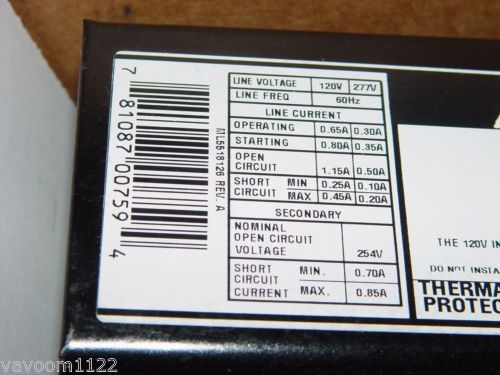 7 81087 00759 4
ML5518126 REV. A
LINE VOLTAGE 120V 277V
LINE FREQ 60Hz
LINE CURRENT
OPERATING 0.65A 0.30A
STARTING 0.80A 0.35A
OPEN
CIRCUIT 1.15A 0.50A
SHORT MIN 0.25A 0.10A
CIRCUIT MAX 0.45A 0.20A
SECONDARY
NOMINAL
OPEN CIRCUIT
VOLTAGE 254V
SHORT MIN. 0.70A
CIRCUIT
CURRENT MAX. 0.85A
THE 120V IN
DO NOT INSTA
THERMA
PROTEC
vavoom1122